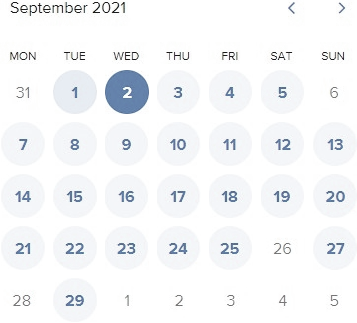 September 2021
MON TUE WED THU FRI SAT SUN
31 1 2 3 4 5 6
7 8 9 10 11 12 13
14 15 16 17 18 19 20
21 22 23 24 25 26 27
28 29 1 2 3 4 5